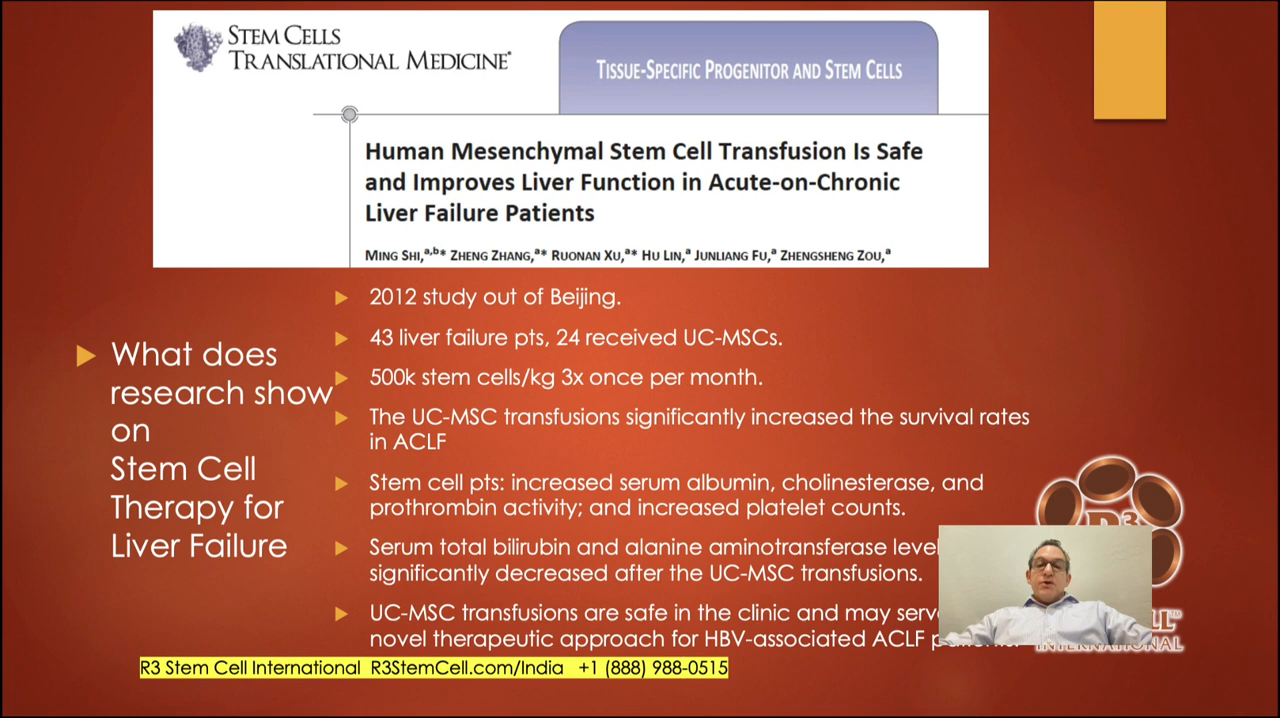 STEM CELLS
TRANSLATIONAL MEDICINE®
TISSUE-SPECIFIC PROGENITOR AND STEM CELLS
Human Mesenchymal Stem Cell Transfusion Is Safe
and Improves Liver Function in Acute-on-Chronic
Liver Failure Patients
MING SHI,a,b* ZHENG ZHANG,a* RUONAN XU,a* HU LIN,a JUNLIANG FU,a ZHENGSHENG ZOU,a
What does
research show
on
Stem Cell
Therapy for
Liver Failure
2012 study out of Beijing.
43 liver failure pts, 24 received UC-MSCs.
500k stem cells/kg 3x once per month.
The UC-MSC transfusions significantly increased the survival rates
in ACLF
Stem cell pts: increased serum albumin, cholinesterase, and
prothrombin activity; and increased platelet counts.
Serum total bilirubin and alanine aminotransferase level
significantly decreased after the UC-MSC transfusions.
UC-MSC transfusions are safe in the clinic and may serv
novel therapeutic approach for HBV-associated ACLF
R3
INTERNATIONAL
R3 Stem Cell International R3StemCell.com/India +1 (888) 988-0515